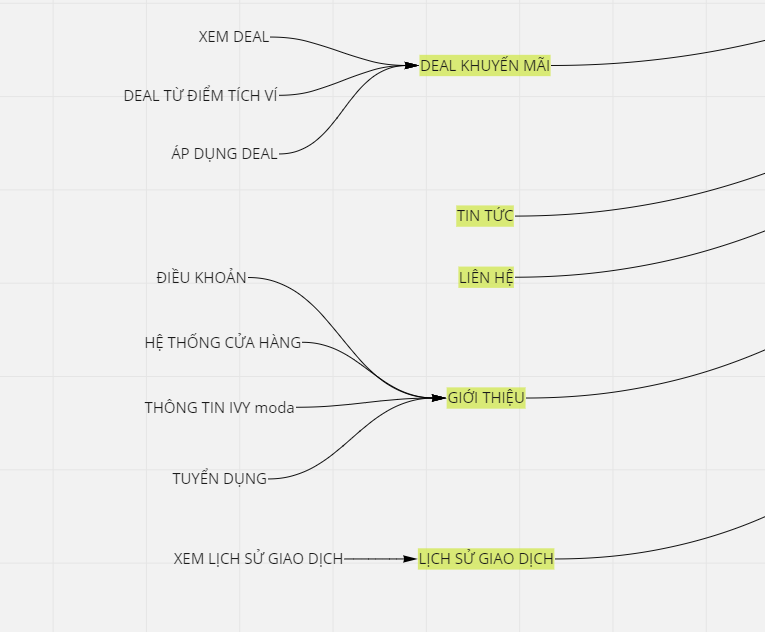 XEM DEAL
DEAL KHUYẾN MÃI
DEAL TỪ ĐIỂM TÍCH VÍ
ÁP DỤNG DEAL
TIN TỨC
LIÊN HỆ
ĐIỀU KHOẢN
HỆ THỐNG CỬA HÀNG
GIỚI THIỆU
THÔNG TIN IVY moda
TUYỂN DỤNG
XEM LỊCH SỬ GIAO DỊCH
LỊCH SỬ GIAO DỊCH